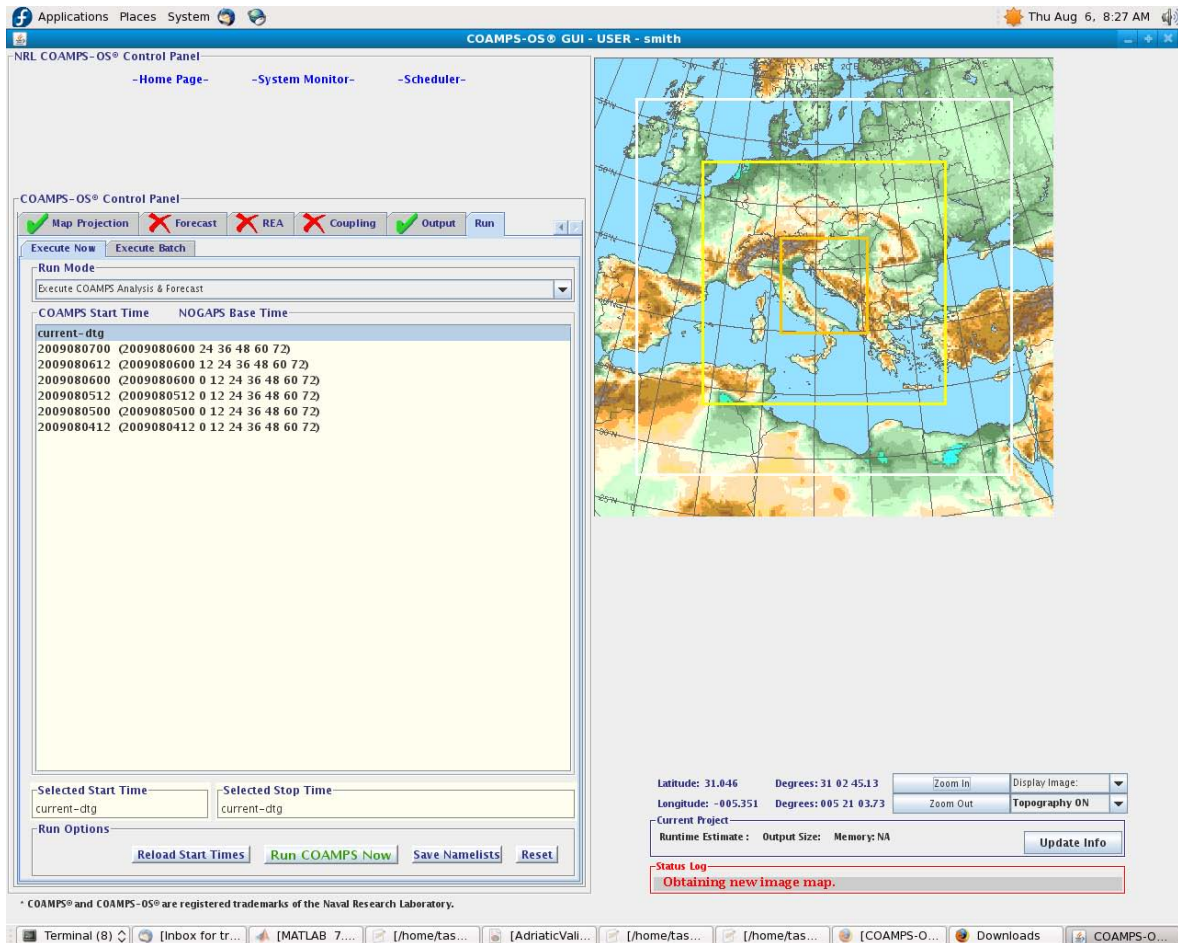 Applications Places System
Thu Aug 6, 8:27 AM
COAMPS-OS® GUI - USER - smith
NRL COAMPS-OS® Control Panel
-Home Page- -System Monitor- -Scheduler-
COAMPS-OS® Control Panel
Map Projection Forecast REA Coupling Output Run
Execute Now Execute Batch
Run Mode
Execute COAMPS Analysis & Forecast
COAMPS Start Time NOGAPS Base Time
current-dtg
2009080700 (2009080600 24 36 48 60 72)
2009080612 (2009080600 12 24 36 48 60 72)
2009080600 (2009080600 0 12 24 36 48 60 72)
2009080512 (2009080512 0 12 24 36 48 60 72)
2009080500 (2009080500 0 12 24 36 48 60 72)
2009080412 (2009080412 0 12 24 36 48 60 72)
Selected Start Time
current-dtg
Selected Stop Time
current-dtg
Run Options
Reload Start Times Run COAMPS Now Save Namelists Reset
Latitude: 31.046 Degrees: 31 02 45.13 Zoom In Display Image:
Longitude: -005.351 Degrees: 005 21 03.73 Zoom Out Topography ON
Current Project
Runtime Estimate : Output Size: Memory: NA Update Info
Status Log
Obtaining new image map.
* COAMPS® and COAMPS-OS® are registered trademarks of the Naval Research Laboratory.
Terminal (8) [Inbox for tr... [MATLAB 7.... [/home/tas... [AdriaticVali... [/home/tas... [/home/tas... [COAMPS-O... Downloads COAMPS-O...